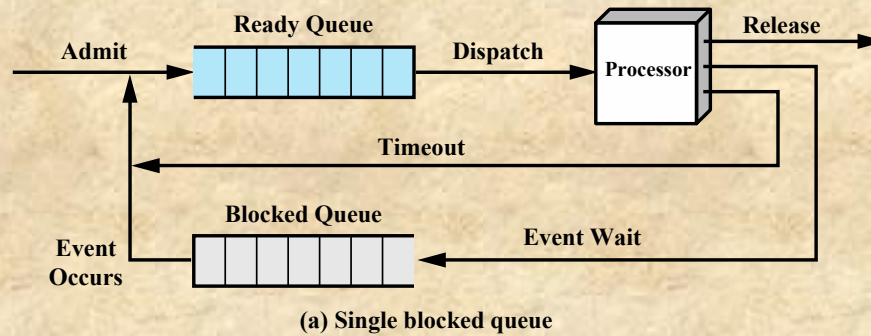 Ready Queue
Admit
Dispatch
Processor
Release
Timeout
Blocked Queue
Event
Occurs
Event Wait
(a) Single blocked queue